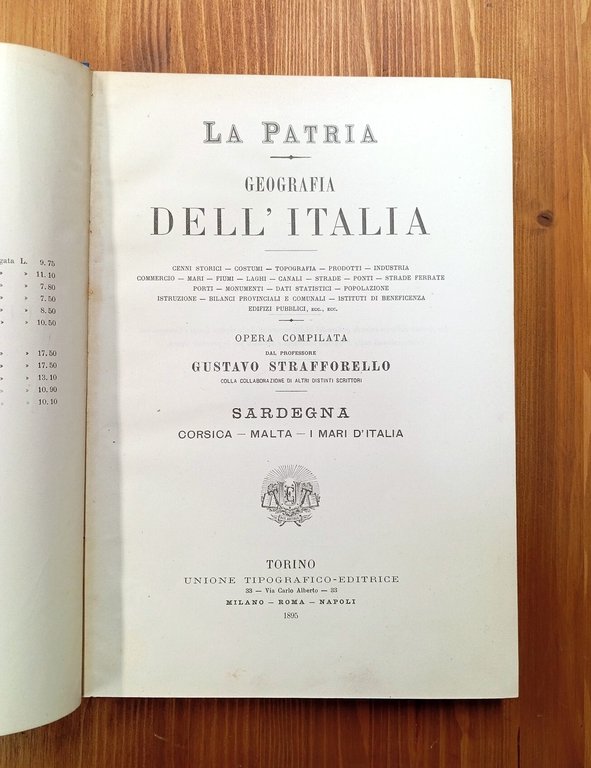 gata L. 9.75
» » 11.10
» » 7.80
» » 7.50
» » 8.50
» » 10.50
» » 17.50
» » 17.50
» » 13.10
» » 10.90
» » 10.10
LA PATRIA
GEOGRAFIA
DELL'ITALIA
CENNI STORICI — COSTUMI — TOPOGRAFIA — PRODOTTI — INDUSTRIA
COMMERCIO — MARI — FIUMI — LAGHI — CANALI — STRADE — PONTI — STRADE FERRATE
PORTI — MONUMENTI — DATI STATISTICI — POPOLAZIONE
ISTRUZIONE — BILANCI PROVINCIALI E COMUNALI — ISTITUTI DI BENEFICENZA
EDIFIZI PUBBLICI, ECC., ECC.
OPERA COMPILATA
DAL PROFESSORE
GUSTAVO STRAFFORELLO
COLLA COLLABORAZIONE DI ALTRI DISTINTI SCRITTORI
SARDEGNA
CORSICA — MALTA — I MARI D'ITALIA
TORINO
UNIONE TIPOGRAFICO-EDITRICE
33 — Via Carlo Alberto — 33
MILANO — ROMA — NAPOLI
1895